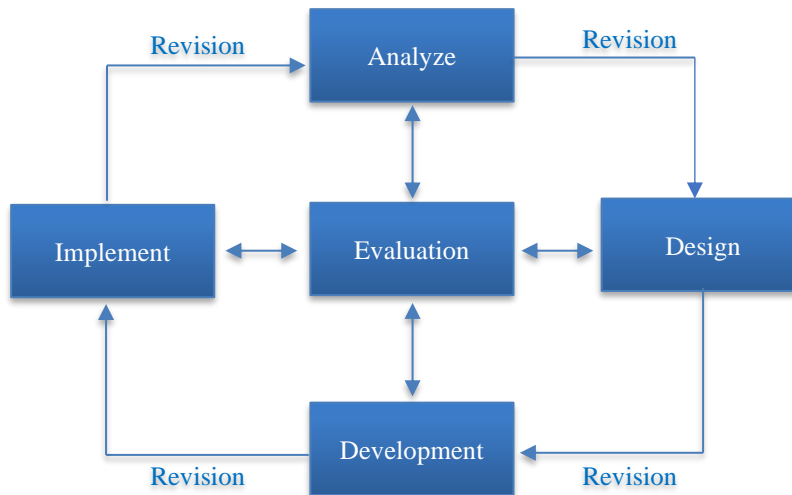 Revision
Analyze
Revision
Implement
Evaluation
Design
Development
Revision
Revision